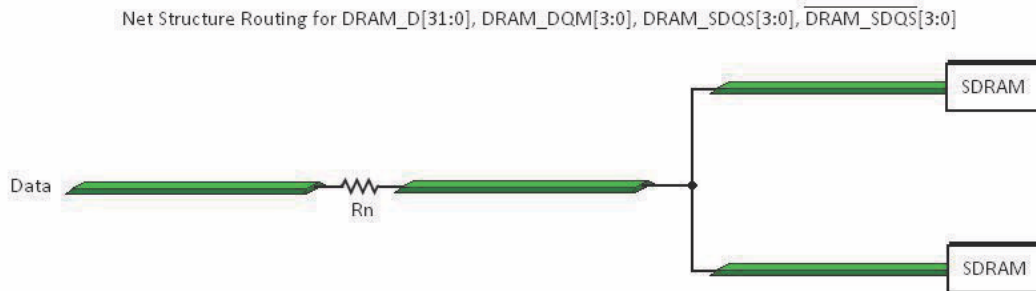 Net Structure Routing for DRAM_D[31:0], DRAM_DQM[3:0], DRAM_SDQS[3:0], DRAM_SDQS[3:0]
SDRAM
Data
Rn
SDRAM